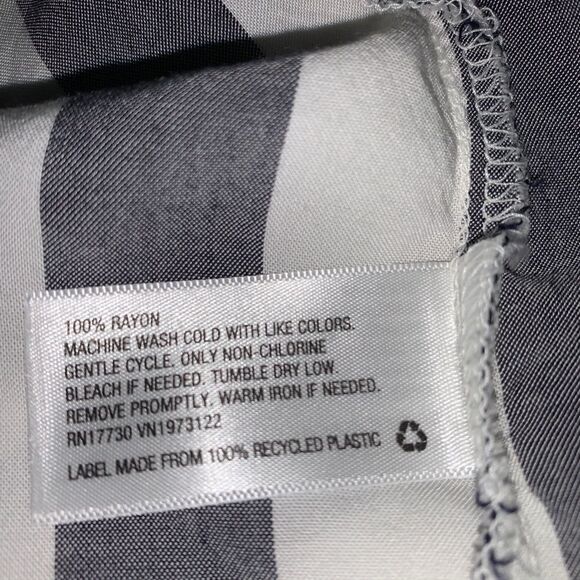 100% RAYON
MACHINE WASH COLD WITH LIKE COLORS.
GENTLE CYCLE. ONLY NON-CHLORINE
BLEACH IF NEEDED. TUMBLE DRY LOW.
REMOVE PROMPTLY. WARM IRON IF NEEDED.
RN17730 VN1973122
LABEL MADE FROM 100% RECYCLED PLASTIC